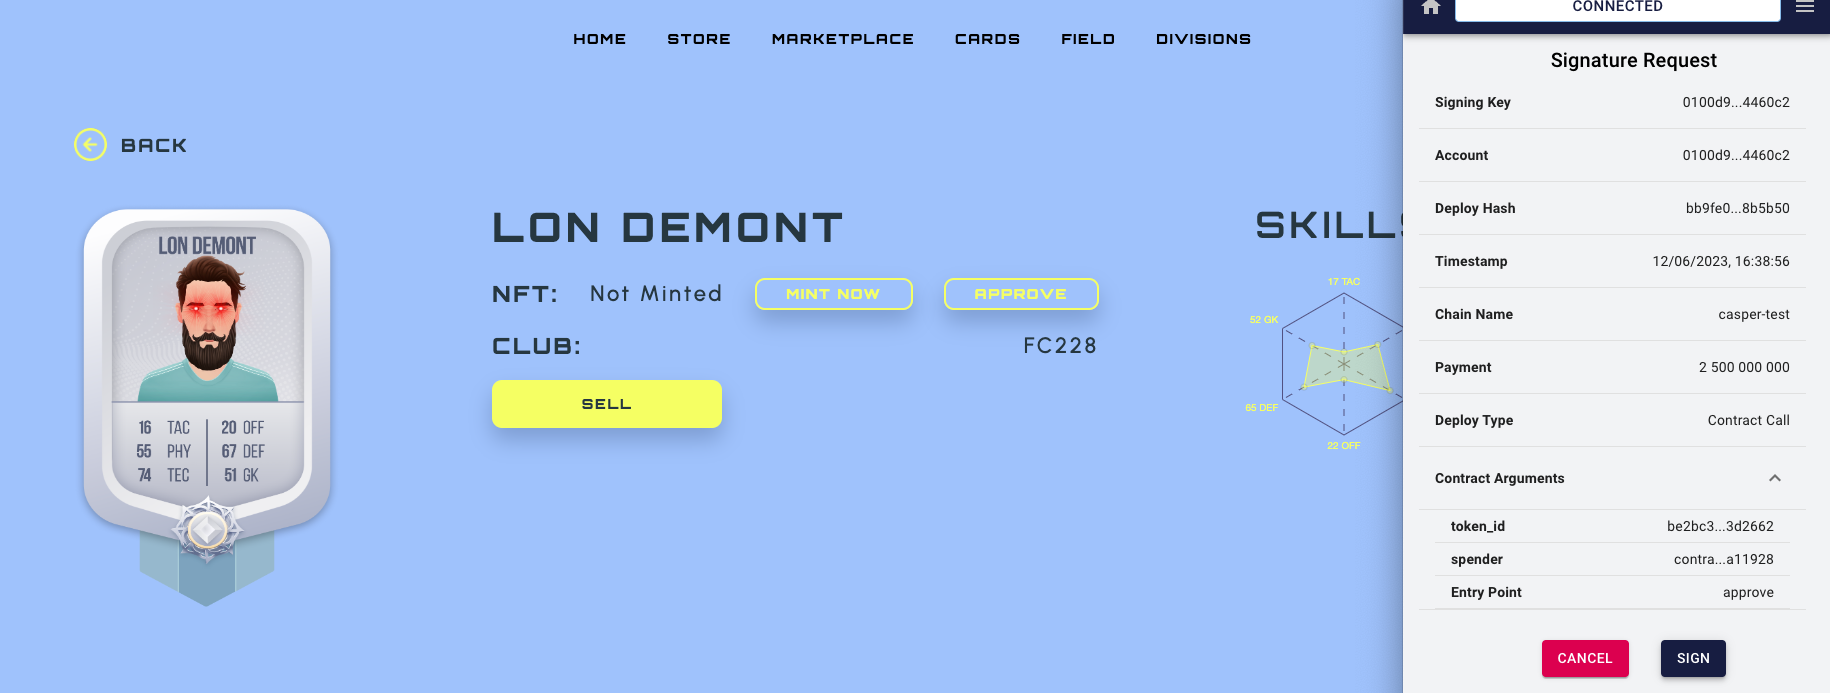 HOME STORE MARKETPLACE CARDS FIELD DIVISIONS
BACK
LON DEMONT
16 TAC 20 OFF
55 PHY 67 DEF
74 TEC 51 GK
LON DEMONT
NFT: Not Minted MINT NOW APPROVE
CLUB: FC228
SELL
SKILLS
17 TAC
52 GK
65 DEF
22 OFF
CONNECTED
Signature Request
Signing Key 0100d9...4460c2
Account 0100d9...4460c2
Deploy Hash bb9fe0...8b5b50
Timestamp 12/06/2023, 16:38:56
Chain Name casper-test
Payment 2 500 000 000
Deploy Type Contract Call
Contract Arguments
token_id be2bc3...3d2662
spender contra...a11928
Entry Point approve
CANCEL SIGN